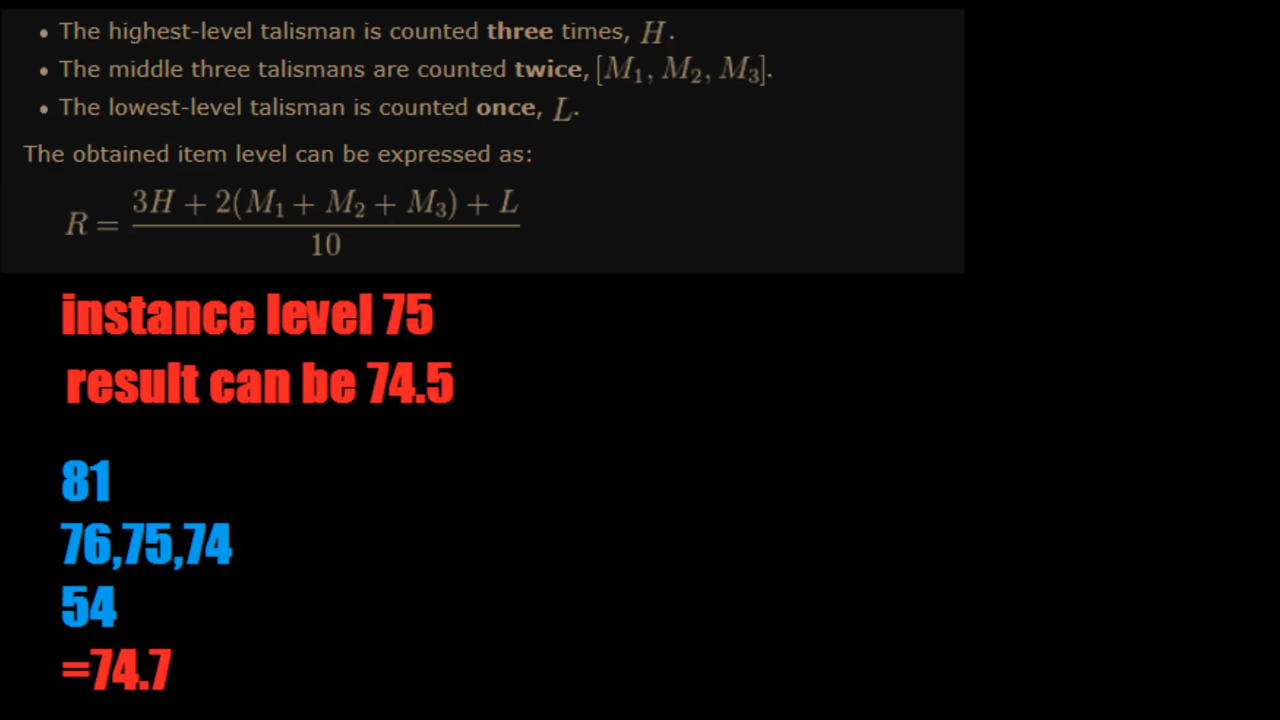 • The highest-level talisman is counted three times, H.
• The middle three talismans are counted twice, [M₁, M₂, M₃].
• The lowest-level talisman is counted once, L.
The obtained item level can be expressed as:
R = 3H + 2(M₁ + M₂ + M₃) + L
10
instance level 75
result can be 74.5
81
76,75,74
54
=74.7